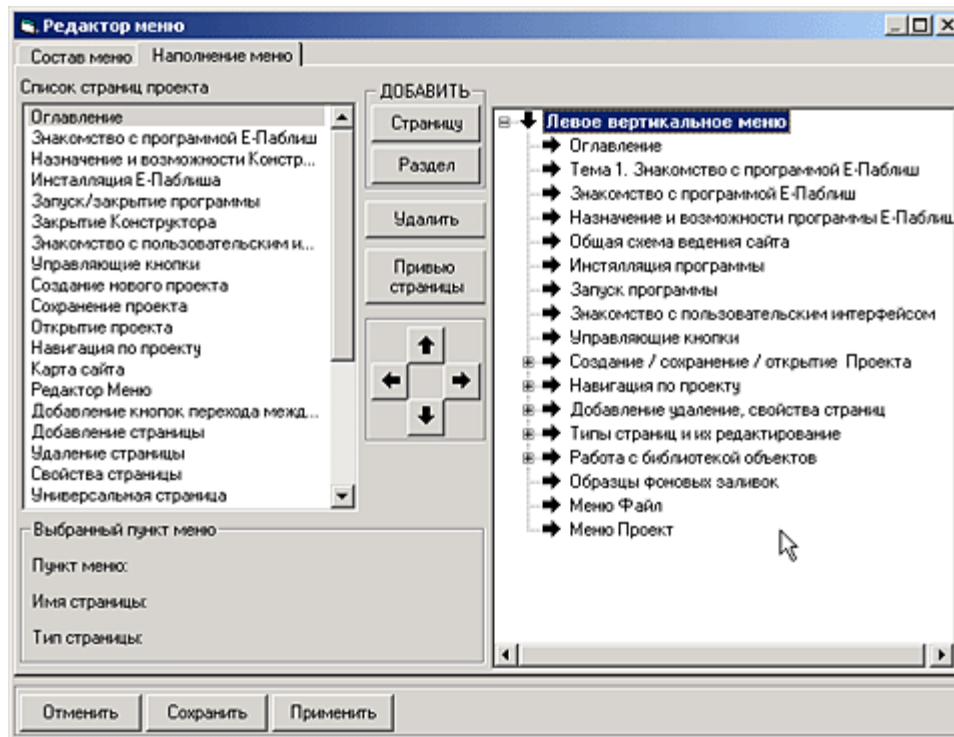 Редактор меню
Состав меню
Наполнение меню
Список страниц проекта
Оглавление
Знакомство с программой Е-Паблиш
Назначение и возможности Констр...
Инсталляция Е-Паблиша
Запуск/закрытие программы
Закрытие Конструктора
Знакомство с пользовательским и...
Управляющие кнопки
Создание нового проекта
Сохранение проекта
Открытие проекта
Навигация по проекту
Карта сайта
Редактор Меню
Добавление кнопок перехода межд...
Добавление страницы
Удаление страницы
Свойства страницы
Универсальная страница
ДОБАВИТЬ
Страницу
Раздел
Удалить
Привью
страницы
Левое вертикальное меню
Оглавление
Тема 1. Знакомство с программой Е-Паблиш
Знакомство с программой Е-Паблиш
Назначение и возможности программы Е-Паблиш
Общая схема ведения сайта
Инстялляция программы
Запуск программы
Знакомство с пользовательским интерфейсом
Управляющие кнопки
Создание / сохранение / открытие Проекта
Навигация по проекту
Добавление удаление, свойства страниц
Типы страниц и их редактирование
Работа с библиотекой объектов
Образцы фоновых заливок
Меню Файл
Меню Проект
Выбранный пункт меню
Пункт меню:
Имя страницы:
Тип страницы:
Отменить
Сохранить
Применить